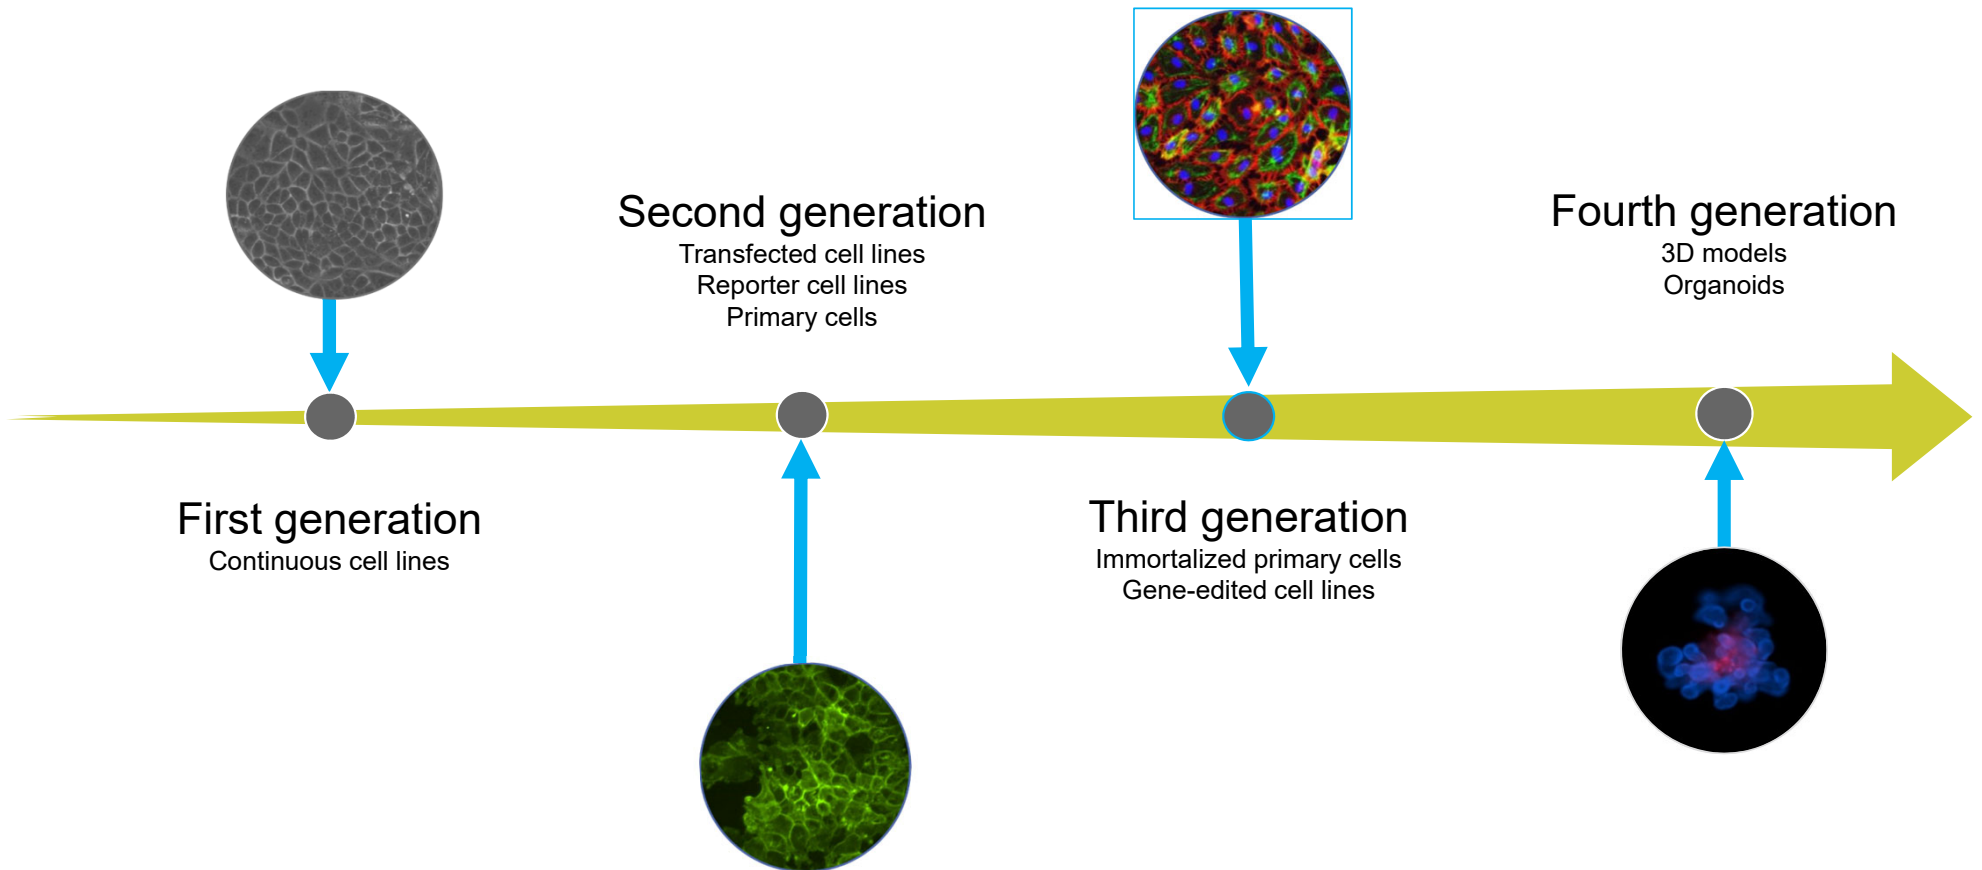 First generation
Continuous cell lines
Second generation
Transfected cell lines
Reporter cell lines
Primary cells
Third generation
Immortalized primary cells
Gene-edited cell lines
Fourth generation
3D models
Organoids